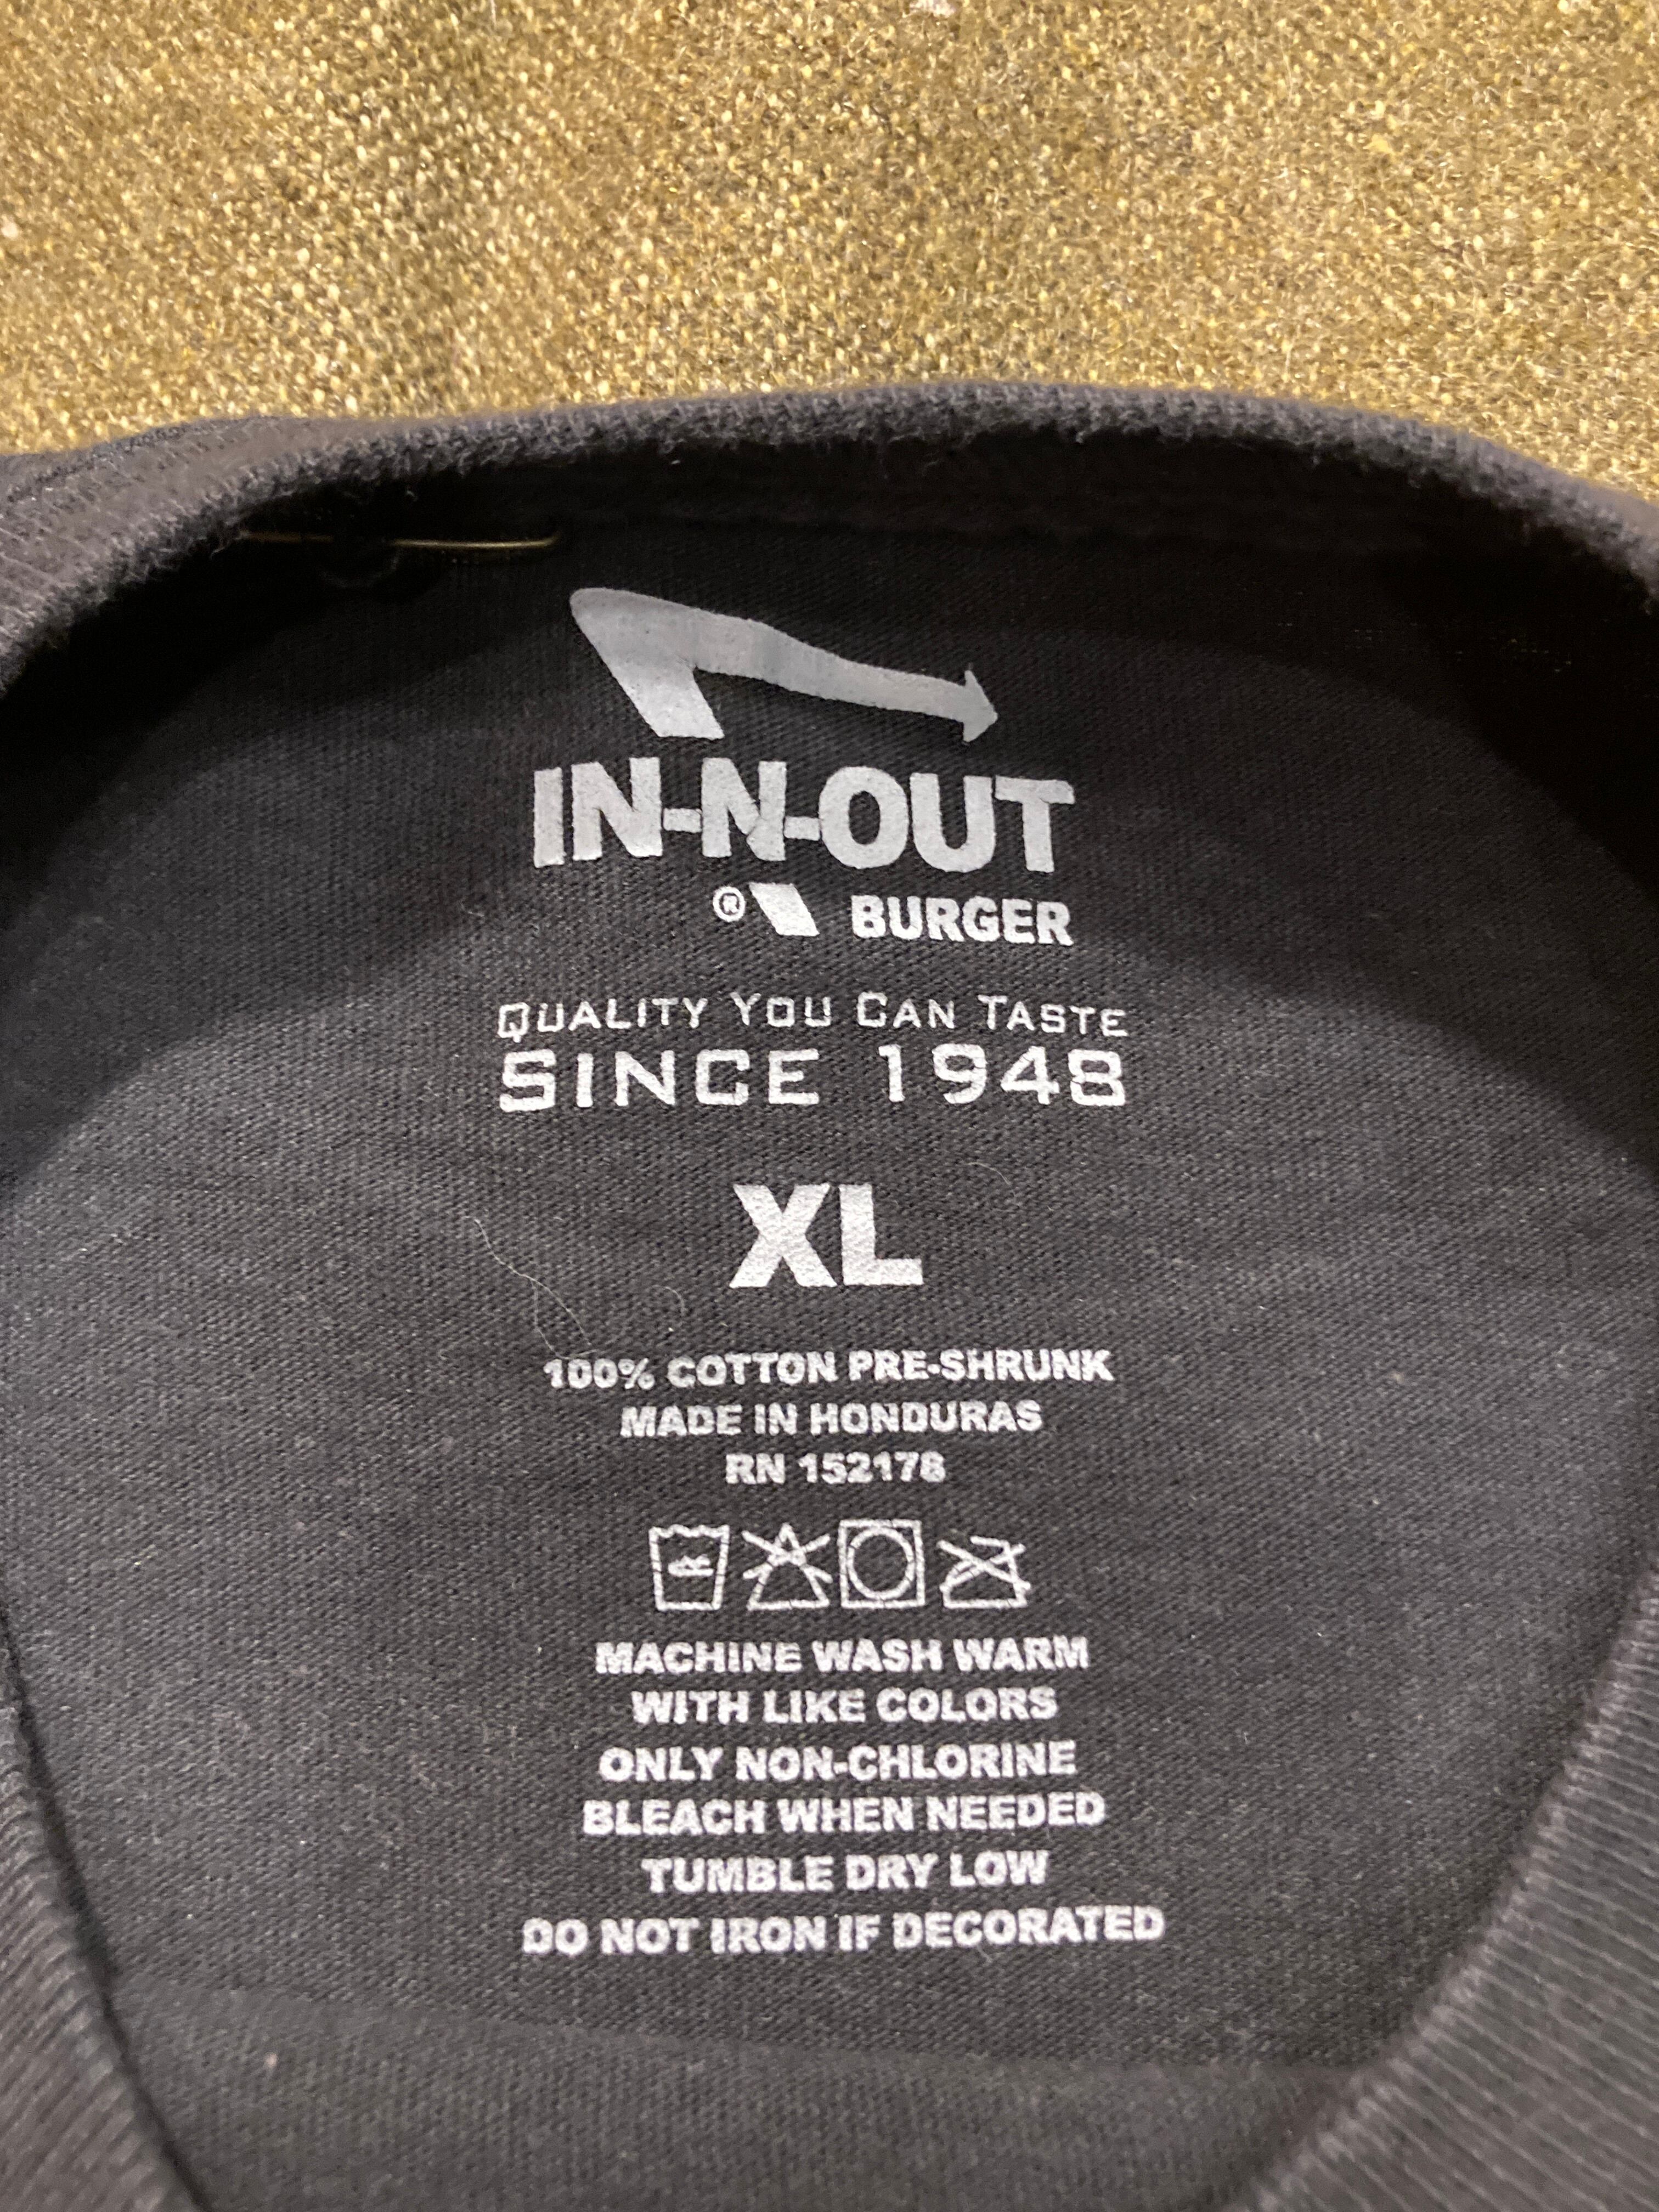 IN-N-OUT
® BURGER
QUALITY YOU CAN TASTE
SINCE 1948
XL
100% COTTON PRE-SHRUNK
MADE IN HONDURAS
RN 152178
MACHINE WASH WARM
WITH LIKE COLORS
ONLY NON-CHLORINE
BLEACH WHEN NEEDED
TUMBLE DRY LOW
DO NOT IRON IF DECORATED